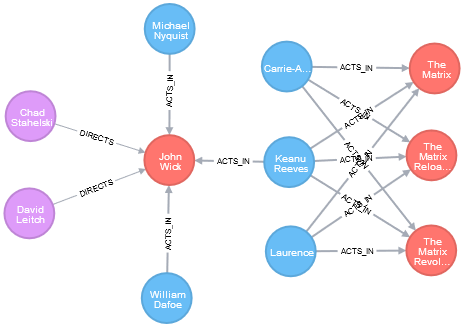 Michael
Nyquist
ACTS_IN
Chad
Stahelski
DIRECTS
David
Leitch
DIRECTS
John
Wick
ACTS_IN
William
Dafoe
ACTS_IN
Keanu
Reeves
Carrie-A...
Laurence
ACTS_IN
ACTS_IN
ACTS_IN
ACTS_IN
ACTS_IN
ACTS_IN
ACTS_IN
ACTS_IN
ACTS_IN
The
Matrix
The
Matrix
Reloa...
The
Matrix
Revol...